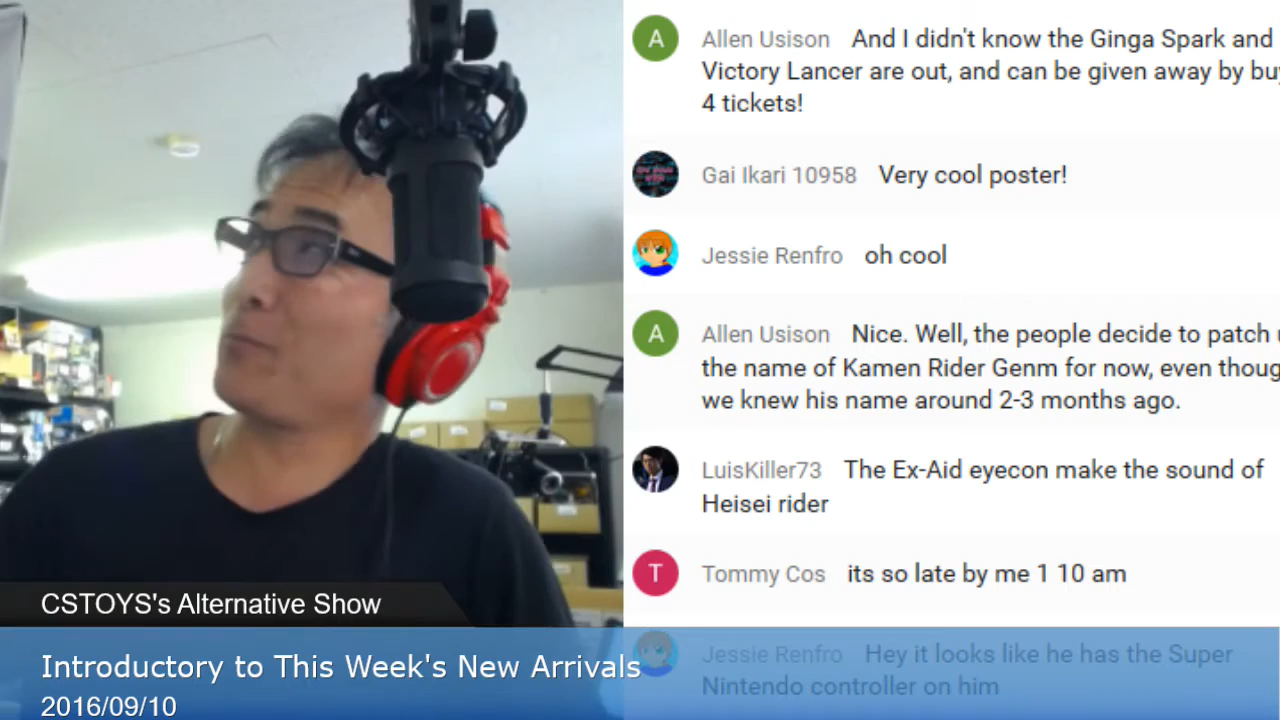 A
Allen Usison And I didn't know the Ginga Spark and
Victory Lancer are out, and can be given away by
4 tickets!
Gai Ikari 10958 Very cool poster!
Jessie Renfro oh cool
A
Allen Usison Nice. Well, the people decide to patch
the name of Kamen Rider Genm for now, even
we knew his name around 2-3 months ago.
LuisKiller73 The Ex-Aid eyecon make the sound of
Heisei rider
T
Tommy Cos its so late by me 1 10 am
Jessie Renfro Hey it looks like he has the Super
Nintendo controller on him
CSTOYS's Alternative Show
Introductory to This Week's New Arrivals
2016/09/10